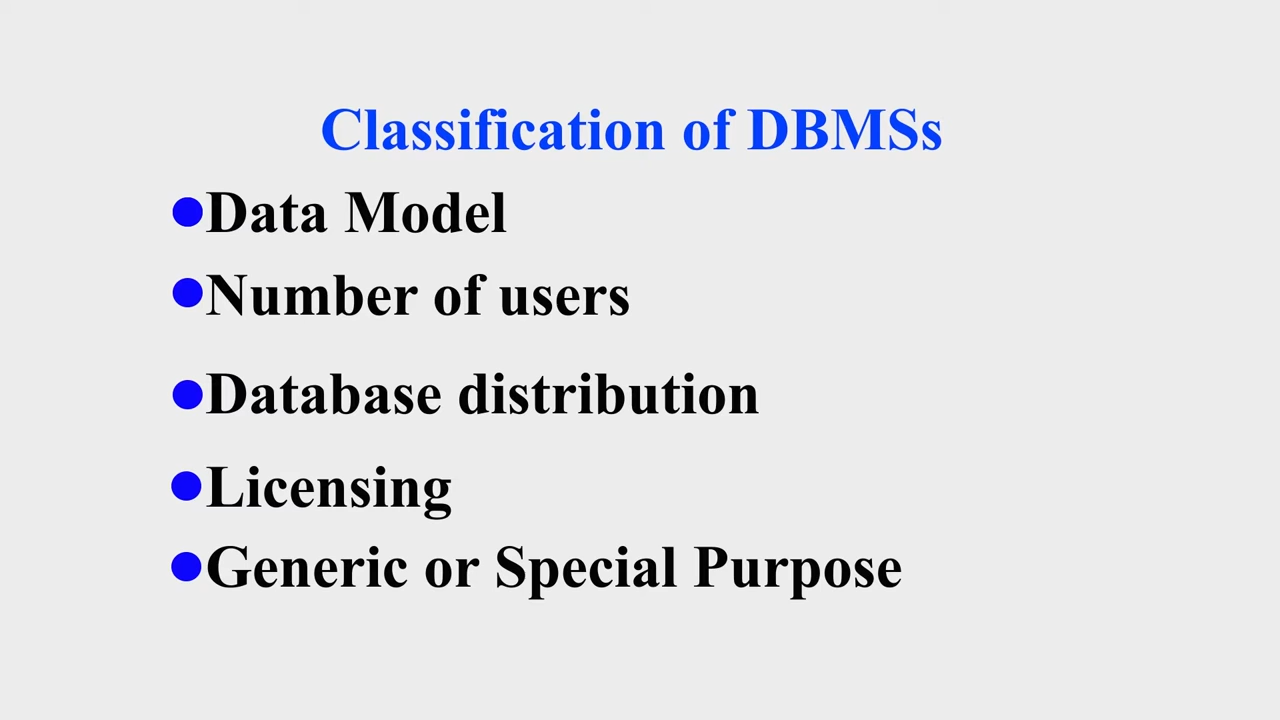 Classification of DBMSs
●Data Model
●Number of users
●Database distribution
●Licensing
●Generic or Special Purpose